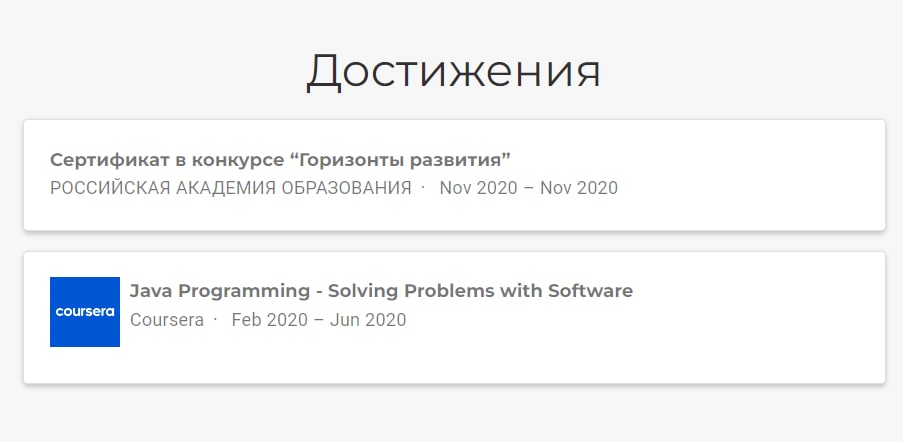 Достижения
Сертификат в конкурсе “Горизонты развития”
РОССИЙСКАЯ АКАДЕМИЯ ОБРАЗОВАНИЯ · Nov 2020 – Nov 2020
coursera
Java Programming - Solving Problems with Software
Coursera · Feb 2020 – Jun 2020